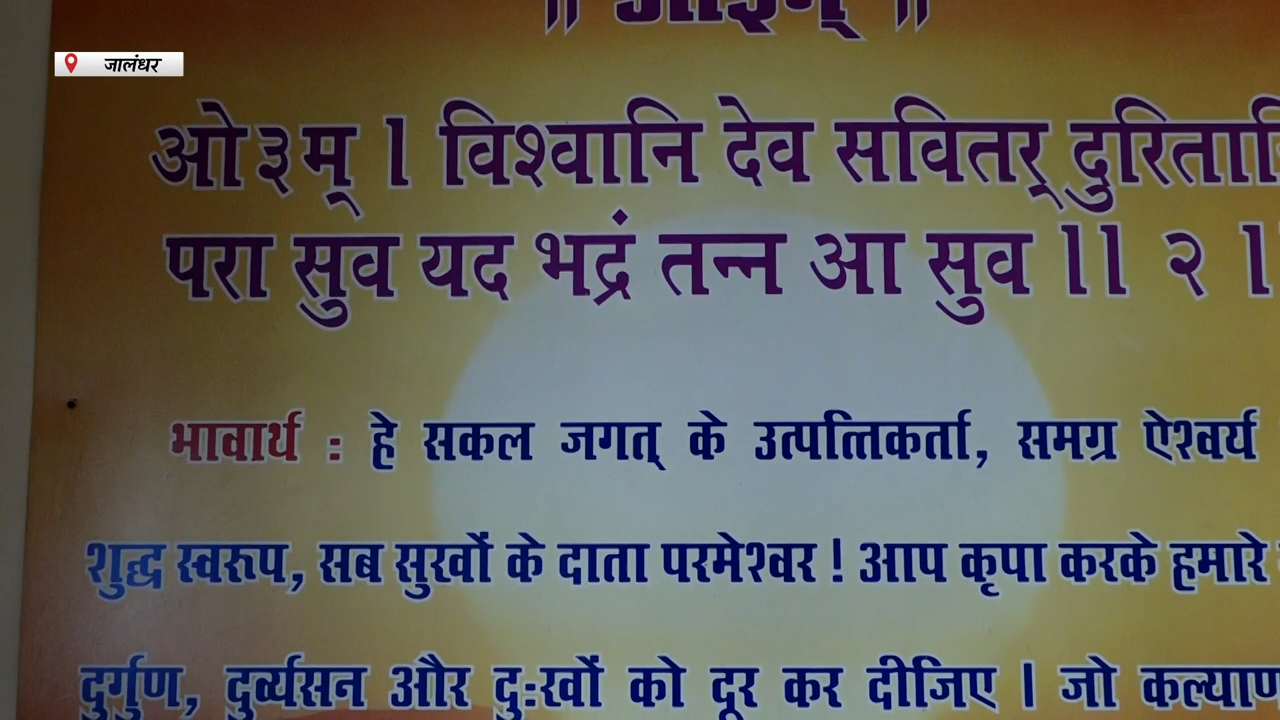 ॥ ओ३म् ॥
जालंधर
ओ३म् । विश्वानि देव सवितर् दुरितानि
परा सुव यद भद्रं तन्न आ सुव ।। २ ।
भावार्थ : हे सकल जगत् के उत्पत्तिकर्ता, समग्र ऐश्वर्य
शुद्ध स्वरूप, सब सुखों के दाता परमेश्वर ! आप कृपा करके हमारे
दुर्गुण, दुर्व्यसन और दुःखों को दूर कर दीजिए । जो कल्याण